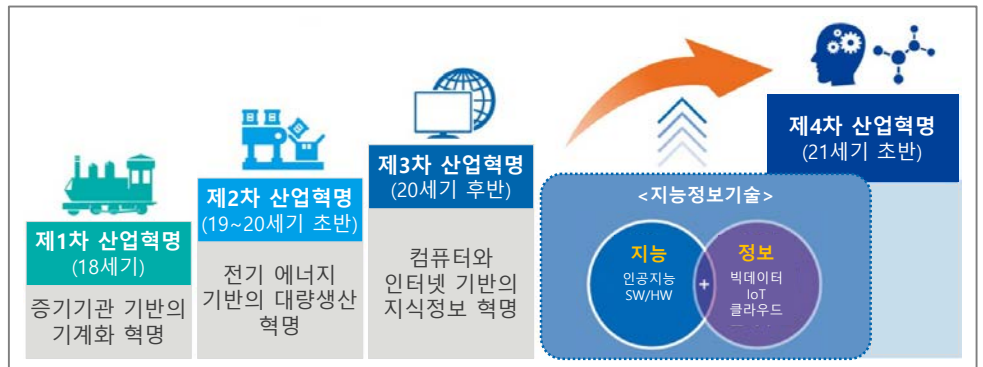 제1차 산업혁명
(18세기)
증기기관 기반의
기계화 혁명
제2차 산업혁명
(19~20세기 초반)
전기 에너지
기반의 대량생산
혁명
제3차 산업혁명
(20세기 후반)
컴퓨터와
인터넷 기반의
지식정보 혁명
<지능정보기술>
지능
인공지능
SW/HW
+
정보
빅데이터
IoT
클라우드
제4차 산업혁명
(21세기 초반)